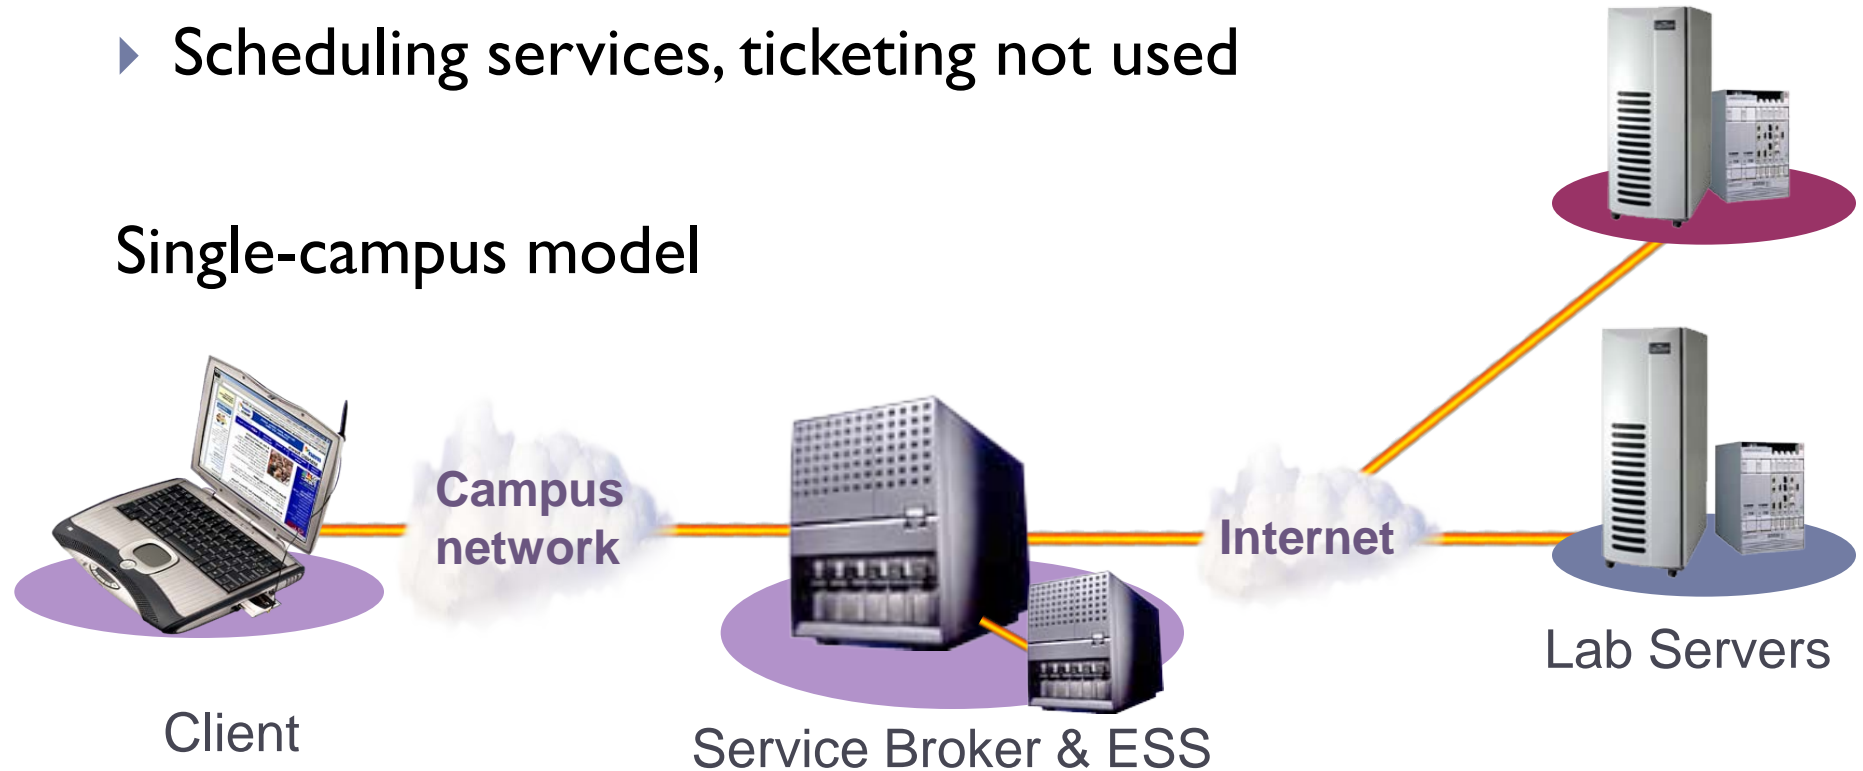 Scheduling services, ticketing not used
Single-campus model
Campus
network
Internet
Lab Servers
Client
Service Broker & ESS